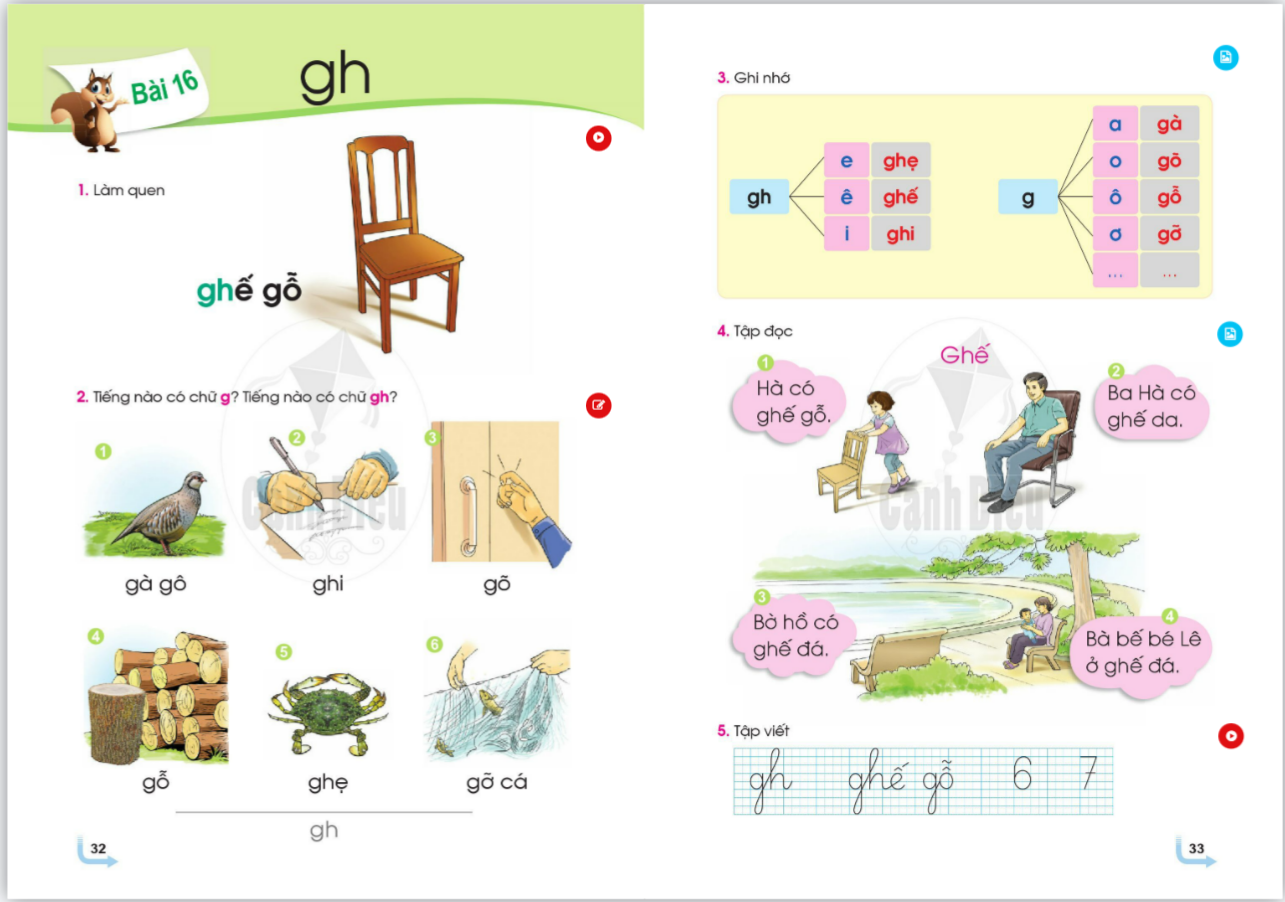 Bài 16
gh
1. Làm quen
ghế gỗ
2. Tiếng nào có chữ g? Tiếng nào có chữ gh?
1
2
3
gà gô
ghi
gõ
4
5
6
gỗ
ghẹ
gỡ cá
gh
32
3. Ghi nhớ
gh
e ghẹ
ê ghế
i ghi
g
a gà
o gõ
ô gỗ
ơ gỡ
... ...
4. Tập đọc
Ghế
1
Hà có
ghế gỗ.
2
Ba Hà có
ghế da.
3
Bờ hồ có
ghế đá.
4
Bà bế bé Lê
ở ghế đá.
Cánh Diều
Cánh Diều
5. Tập viết
gh ghế gỗ 6 7
33